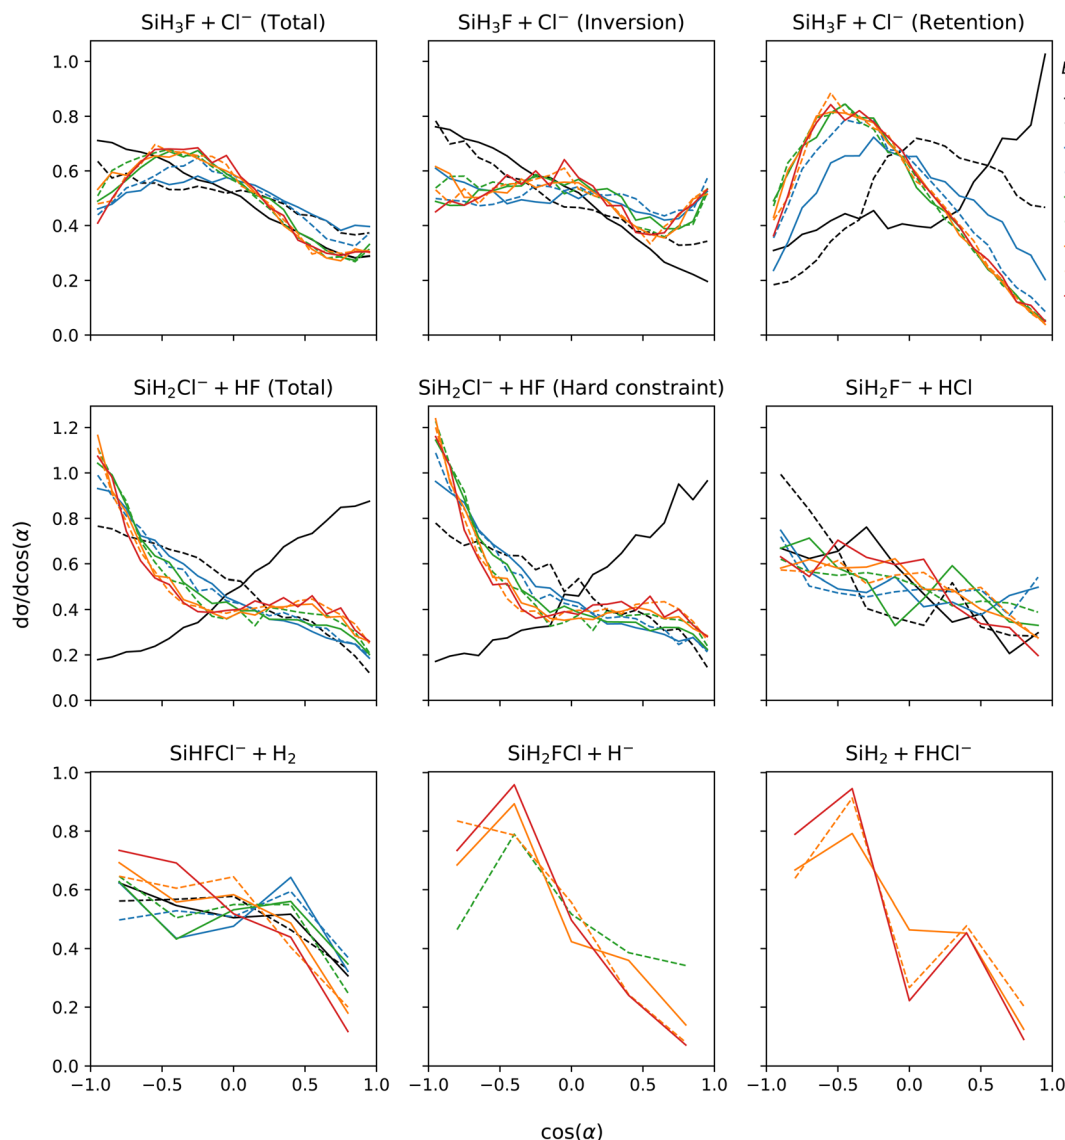 SiH₃F + Cl⁻ (Total)
SiH₃F + Cl⁻ (Inversion)
SiH₃F + Cl⁻ (Retention)
1.0
0.8
0.6
0.4
0.2
0.0
SiH₂Cl⁻ + HF (Total)
SiH₂Cl⁻ + HF (Hard constraint)
SiH₂F⁻ + HCl
1.2
1.0
0.8
0.6
0.4
0.2
0.0
dσ/dcos(α)
SiHFCl⁻ + H₂
SiH₂FCl + H⁻
SiH₂ + FHCl⁻
1.0
0.8
0.6
0.4
0.2
0.0
−1.0 −0.5 0.0 0.5 1.0
−1.0 −0.5 0.0 0.5 1.0
−1.0 −0.5 0.0 0.5 1.0
cos(α)